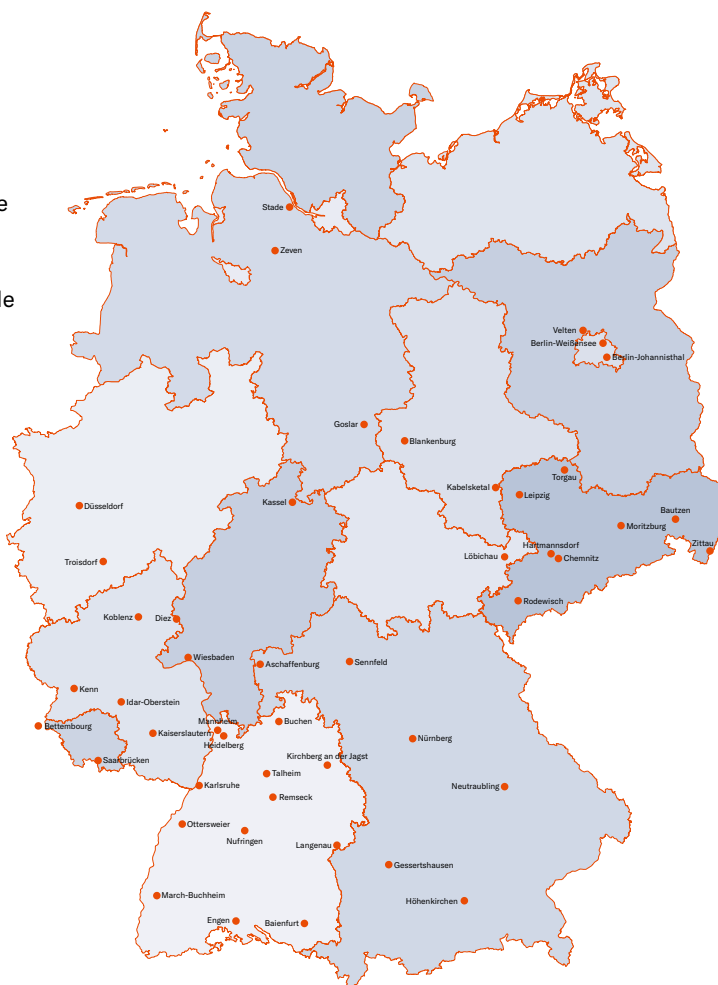 e
Stade
Zeven
le
Velten
Berlin-Weißensee
Berlin-Johannisthal
Goslar
Blankenburg
Torgau
Kabelsketal
Leipzig
Kassel
Düsseldorf
Bautzen
Moritzburg
Zittau
Hartmannsdorf
Löbichau
Chemnitz
Troisdorf
Rodewisch
Koblenz
Diez
Wiesbaden
Aschaffenburg
Sennfeld
Kenn
Idar-Oberstein
Bettembourg
Mannheim
Buchen
Kaiserslautern
Heidelberg
Nürnberg
Kirchberg an der Jagst
Saarbrücken
Talheim
Karlsruhe
Neutraubling
Remseck
Ottersweier
Nufringen
Langenau
Gessertshausen
March-Buchheim
Höhenkirchen
Engen
Baienfurt